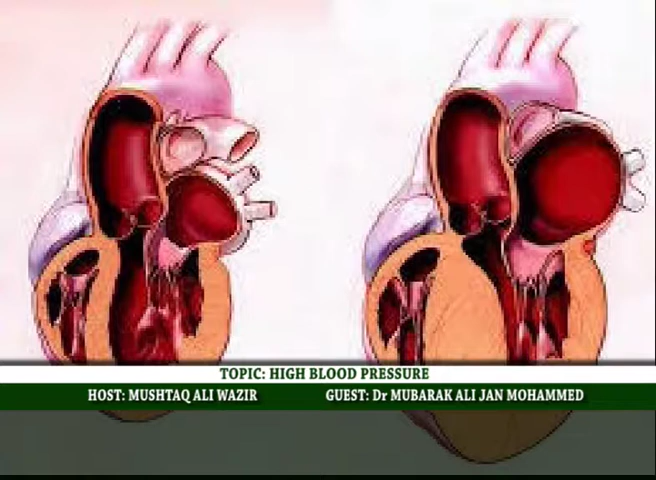 TOPIC: HIGH BLOOD PRESSURE
HOST: MUSHTAQ ALI WAZIR GUEST: Dr MUBARAK ALI JAN MOHAMMED